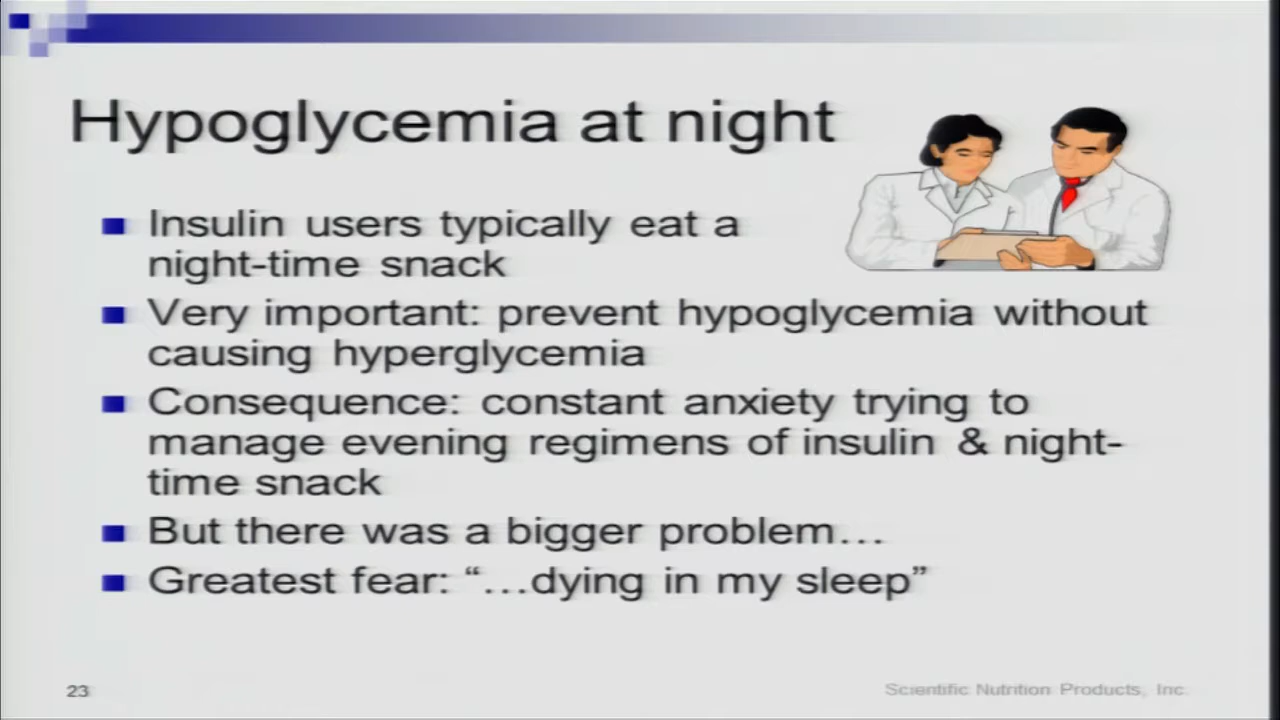 Hypoglycemia at night
Insulin users typically eat a
night-time snack
Very important: prevent hypoglycemia without
causing hyperglycemia
Consequence: constant anxiety trying to
manage evening regimens of insulin & night-
time snack
But there was a bigger problem…
Greatest fear: “…dying in my sleep”
23
Scientific Nutrition Products, Inc.